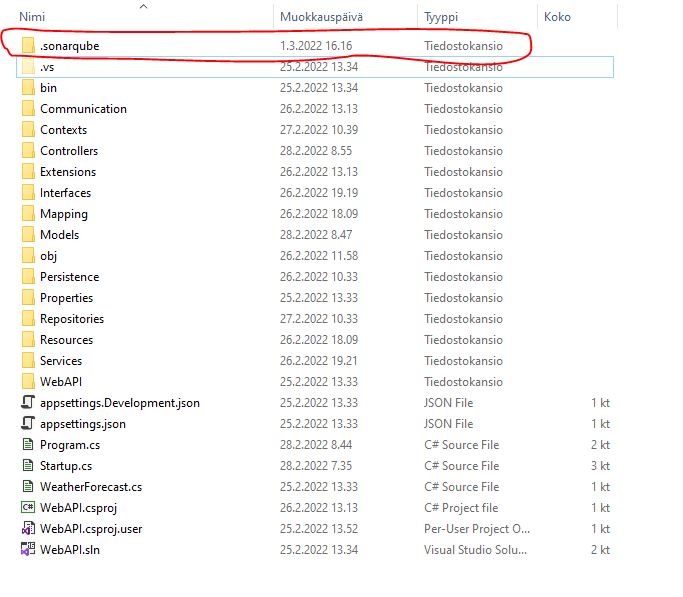 Nimi Muokkauspäivä Tyyppi Koko
.sonarqube 1.3.2022 16.16 Tiedostokansio
.vs 25.2.2022 13.34 Tiedostokansio
bin 25.2.2022 13.34 Tiedostokansio
Communication 26.2.2022 13.13 Tiedostokansio
Contexts 27.2.2022 10.39 Tiedostokansio
Controllers 28.2.2022 8.55 Tiedostokansio
Extensions 26.2.2022 13.13 Tiedostokansio
Interfaces 26.2.2022 19.19 Tiedostokansio
Mapping 26.2.2022 18.09 Tiedostokansio
Models 28.2.2022 8.47 Tiedostokansio
obj 26.2.2022 11.58 Tiedostokansio
Persistence 26.2.2022 10.33 Tiedostokansio
Properties 25.2.2022 13.33 Tiedostokansio
Repositories 27.2.2022 10.33 Tiedostokansio
Resources 26.2.2022 18.09 Tiedostokansio
Services 26.2.2022 19.21 Tiedostokansio
WebAPI 25.2.2022 13.33 Tiedostokansio
appsettings.Development.json 25.2.2022 13.33 JSON File 1 kt
appsettings.json 25.2.2022 13.33 JSON File 1 kt
Program.cs 28.2.2022 8.44 C# Source File 2 kt
Startup.cs 28.2.2022 7.35 C# Source File 3 kt
WeatherForecast.cs 25.2.2022 13.33 C# Source File 1 kt
C# WebAPI.csproj 26.2.2022 13.13 C# Project file 1 kt
WebAPI.csproj.user 25.2.2022 13.52 Per-User Project O... 1 kt
WebAPI.sln 25.2.2022 13.34 Visual Studio Solu... 2 kt